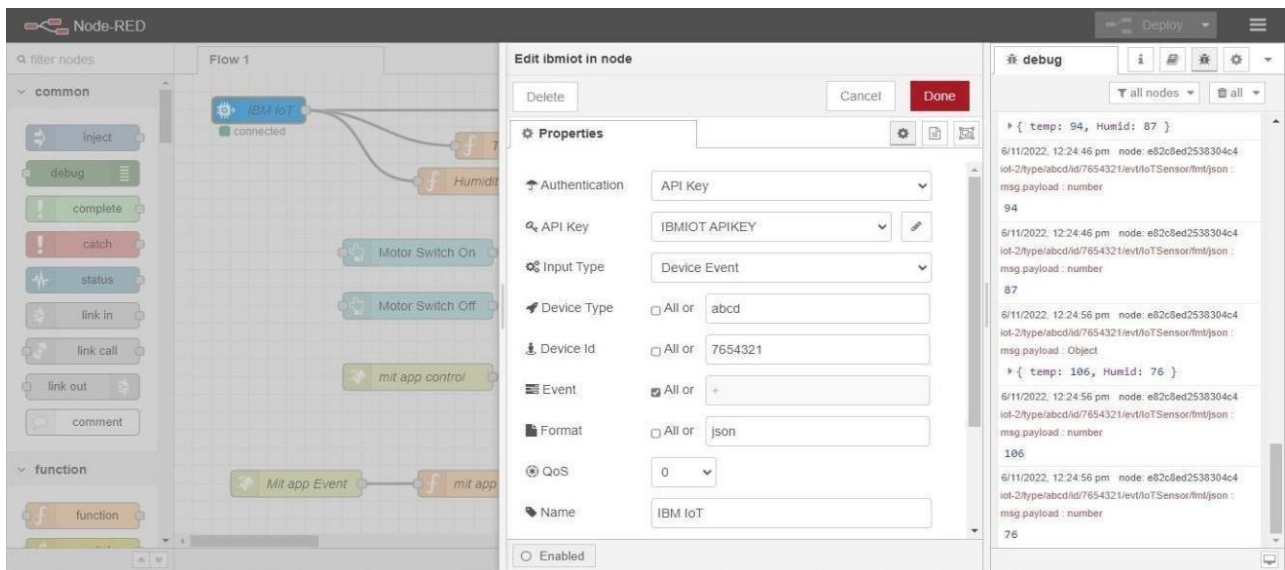 Node-RED
Deploy
filter nodes
common
inject
debug
complete
catch
status
link in
link call
link out
comment
function
function
Flow 1
IBM IoT
connected
T
Humidit
Motor Switch On
Motor Switch Off
mit app control
Mit app Event
mit app
Edit ibmiot in node
Delete
Cancel
Done
Properties
Authentication
API Key
API Key
IBMIOT APIKEY
Input Type
Device Event
Device Type
All or
abcd
Device Id
All or
7654321
Event
All or
+
Format
All or
json
QoS
0
Name
IBM IoT
Enabled
debug
all nodes
all
{ temp: 94, Humid: 87 }
6/11/2022, 12:24:46 pm node: e82c8ed2538304c4
iot-2/type/abcd/id/7654321/evt/IoTSensor/fmt/json :
msg.payload : number
94
6/11/2022, 12:24:46 pm node: e82c8ed2538304c4
iot-2/type/abcd/id/7654321/evt/IoTSensor/fmt/json :
msg.payload : number
87
6/11/2022, 12:24:56 pm node: e82c8ed2538304c4
iot-2/type/abcd/id/7654321/evt/IoTSensor/fmt/json :
msg.payload : Object
{ temp: 106, Humid: 76 }
6/11/2022, 12:24:56 pm node: e82c8ed2538304c4
iot-2/type/abcd/id/7654321/evt/IoTSensor/fmt/json :
msg.payload : number
106
6/11/2022, 12:24:56 pm node: e82c8ed2538304c4
iot-2/type/abcd/id/7654321/evt/IoTSensor/fmt/json :
msg.payload : number
76